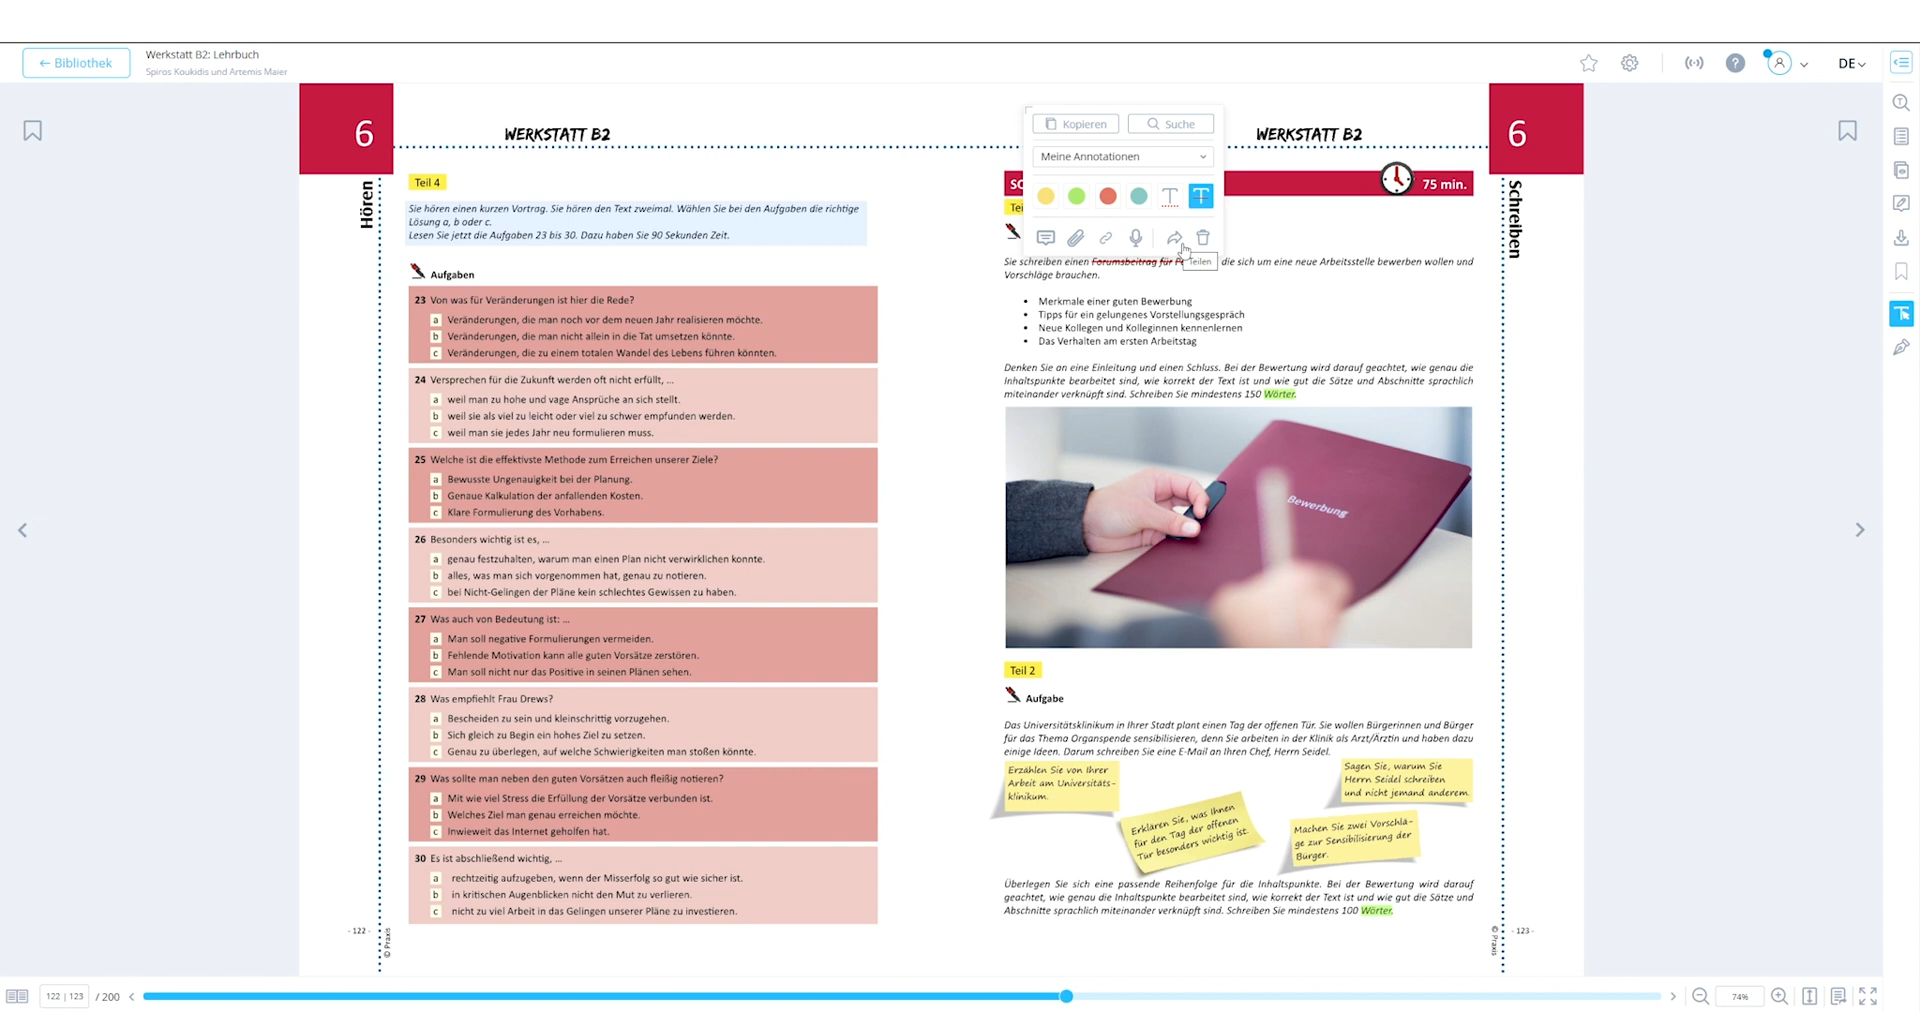 ← Bibliothek
Werkstatt B2: Lehrbuch
Spiros Koukidis und Artemis Maier
DE
6
WERKSTATT B2
Hören
Teil 4
Sie hören einen kurzen Vortrag. Sie hören den Text zweimal. Wählen Sie bei den Aufgaben die richtige
Lösung a, b oder c.
Lesen Sie jetzt die Aufgaben 23 bis 30. Dazu haben Sie 90 Sekunden Zeit.
Aufgaben
23 Von was für Veränderungen ist hier die Rede?
a Veränderungen, die man noch vor dem neuen Jahr realisieren möchte.
b Veränderungen, die man nicht allein in die Tat umsetzen könnte.
c Veränderungen, die zu einem totalen Wandel des Lebens führen könnten.
24 Versprechen für die Zukunft werden oft nicht erfüllt, ...
a weil man zu hohe und vage Ansprüche an sich stellt.
b weil sie als viel zu leicht oder viel zu schwer empfunden werden.
c weil man sie jedes Jahr neu formulieren muss.
25 Welche ist die effektivste Methode zum Erreichen unserer Ziele?
a Bewusste Ungenauigkeit bei der Planung.
b Genaue Kalkulation der anfallenden Kosten.
c Klare Formulierung des Vorhabens.
26 Besonders wichtig ist es, ...
a genau festzuhalten, warum man einen Plan nicht verwirklichen konnte.
b alles, was man sich vorgenommen hat, genau zu notieren.
c bei Nicht-Gelingen der Pläne kein schlechtes Gewissen zu haben.
27 Was auch von Bedeutung ist: ...
a Man soll negative Formulierungen vermeiden.
b Fehlende Motivation kann alle guten Vorsätze zerstören.
c Man soll nicht nur das Positive in seinen Plänen sehen.
28 Was empfiehlt Frau Drews?
a Bescheiden zu sein und kleinschrittig vorzugehen.
b Sich gleich zu Begin ein hohes Ziel zu setzen.
c Genau zu überlegen, auf welche Schwierigkeiten man stoßen könnte.
29 Was sollte man neben den guten Vorsätzen auch fleißig notieren?
a Mit wie viel Stress die Erfüllung der Vorsätze verbunden ist.
b Welches Ziel man genau erreichen möchte.
c Inwieweit das Internet geholfen hat.
30 Es ist abschließend wichtig, ...
a rechtzeitig aufzugeben, wenn der Misserfolg so gut wie sicher ist.
b in kritischen Augenblicken nicht den Mut zu verlieren.
c nicht zu viel Arbeit in das Gelingen unserer Pläne zu investieren.
- 122 -
© Praxis
Kopieren
Suche
Meine Annotationen
Teilen
WERKSTATT B2
6
Schreiben
75 min.
Sie schreiben einen Forumsbeitrag für die sich um eine neue Arbeitsstelle bewerben wollen und
Vorschläge brauchen.
• Merkmale einer guten Bewerbung
• Tipps für ein gelungenes Vorstellungsgespräch
• Neue Kollegen und Kolleginnen kennenlernen
• Das Verhalten am ersten Arbeitstag
Denken Sie an eine Einleitung und einen Schluss. Bei der Bewertung wird darauf geachtet, wie genau die
Inhaltspunkte bearbeitet sind, wie korrekt der Text ist und wie gut die Sätze und Abschnitte sprachlich
miteinander verknüpft sind. Schreiben Sie mindestens 150 Wörter.
Bewerbung
Teil 2
Aufgabe
Das Universitätsklinikum in Ihrer Stadt plant einen Tag der offenen Tür. Sie wollen Bürgerinnen und Bürger
für das Thema Organspende sensibilisieren, denn Sie arbeiten in der Klinik als Arzt/Ärztin und haben dazu
einige Ideen. Darum schreiben Sie eine E-Mail an Ihren Chef, Herrn Seidel.
Erzählen Sie von Ihrer
Arbeit am Universitäts-
klinikum.
Erklären Sie, was Ihnen
für den Tag der offenen
Tür besonders wichtig ist.
Sagen Sie, warum Sie
Herrn Seidel schreiben
und nicht jemand anderem.
Machen Sie zwei Vorschlä-
ge zur Sensibilisierung der
Bürger.
Überlegen Sie sich eine passende Reihenfolge für die Inhaltspunkte. Bei der Bewertung wird darauf
geachtet, wie genau die Inhaltspunkte bearbeitet sind, wie korrekt der Text ist und wie gut die Sätze und
Abschnitte sprachlich miteinander verknüpft sind. Schreiben Sie mindestens 100 Wörter.
© Praxis
- 123 -
122 | 123 / 200
74%